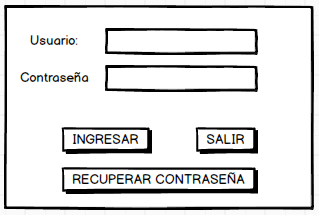 Usuario:
Contraseña
INGRESAR SALIR
RECUPERAR CONTRASEÑA